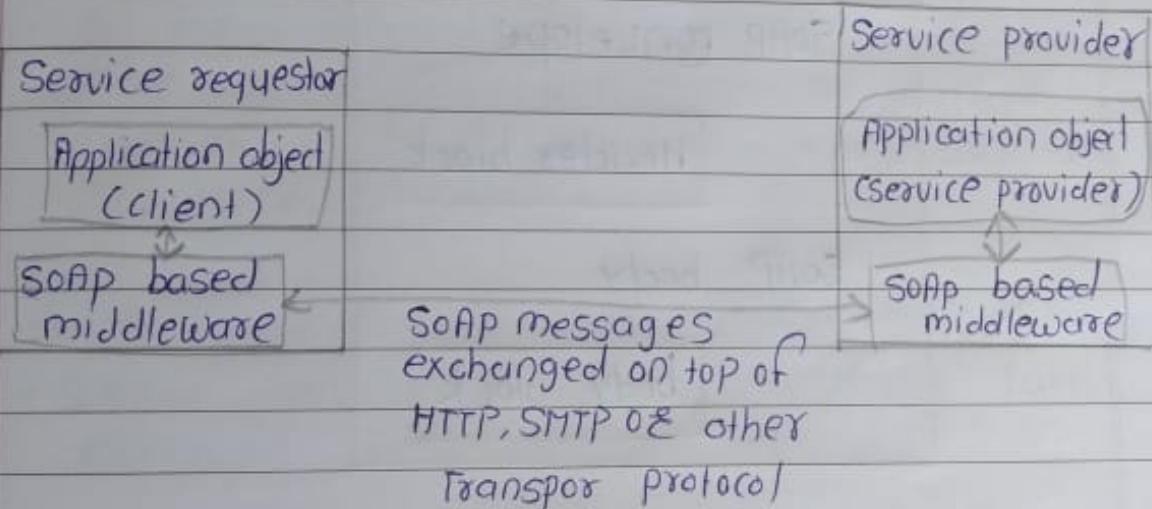 Service requestor
Application object
(client)
SOAP based
middleware
SOAP messages
exchanged on top of
HTTP, SMTP OR other
Transpor protocol
Service provider
Application object
(service provider)
SOAP based
middleware